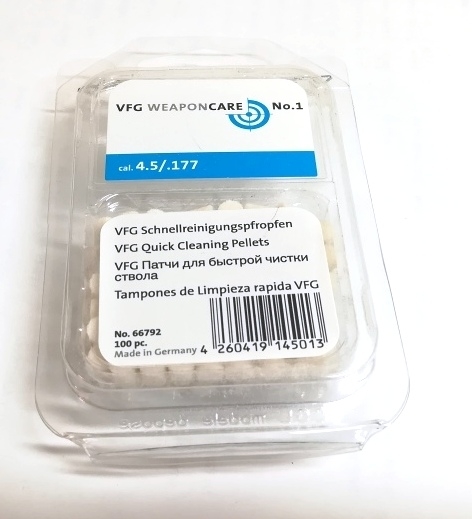 VFG WEAPONCARE No.1
cal. 4.5/.177
VFG Schnellreinigungspfropfen
VFG Quick Cleaning Pellets
VFG Патчи для быстрой чистки
ствола
Tampones de Limpieza rapida VFG
No. 66792
100 pc.
Made in Germany
4 260419 145013